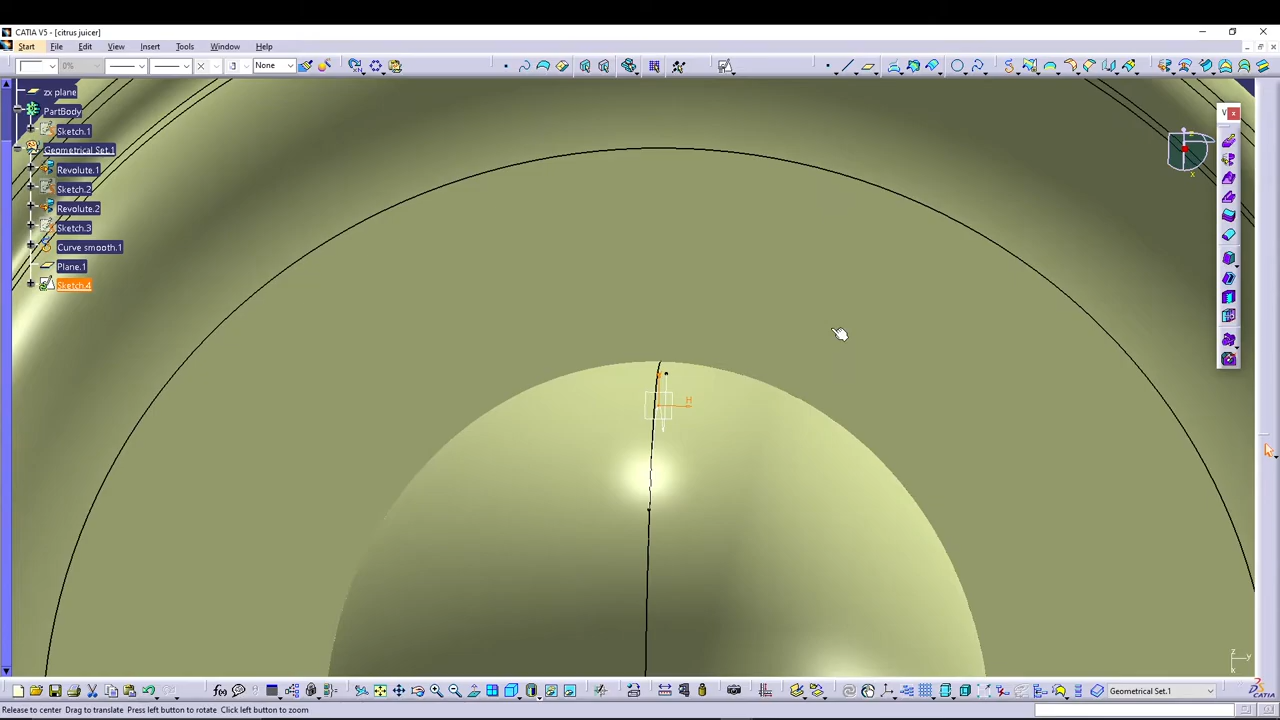 CATIA V5 - [citrus juicer]
Start File Edit View Insert Tools Window Help
0% None
zx plane
PartBody
Sketch.1
Geometrical Set.1
Revolute.1
Sketch.2
Revolute.2
Sketch.3
Curve smooth.1
Plane.1
Sketch.4
V
x
H
z
y
f(x)
Geometrical Set.1
CATIA
Release to center Drag to translate Press left button to rotate Click left button to zoom